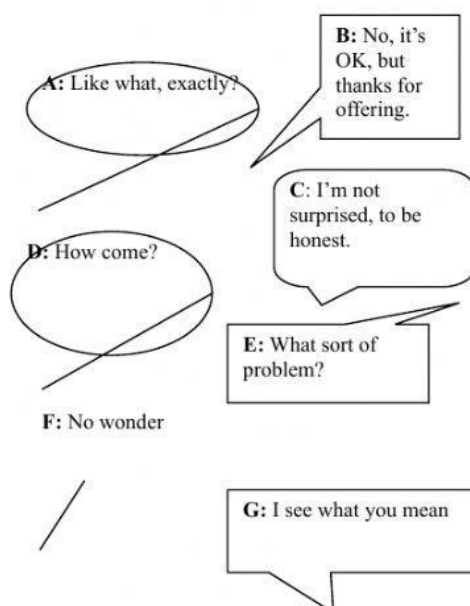 A: Like what, exactly?
B: No, it's
OK, but
thanks for
offering.
C: I'm not
surprised, to be
honest.
D: How come?
E: What sort of
problem?
F: No wonder
G: I see what you mean